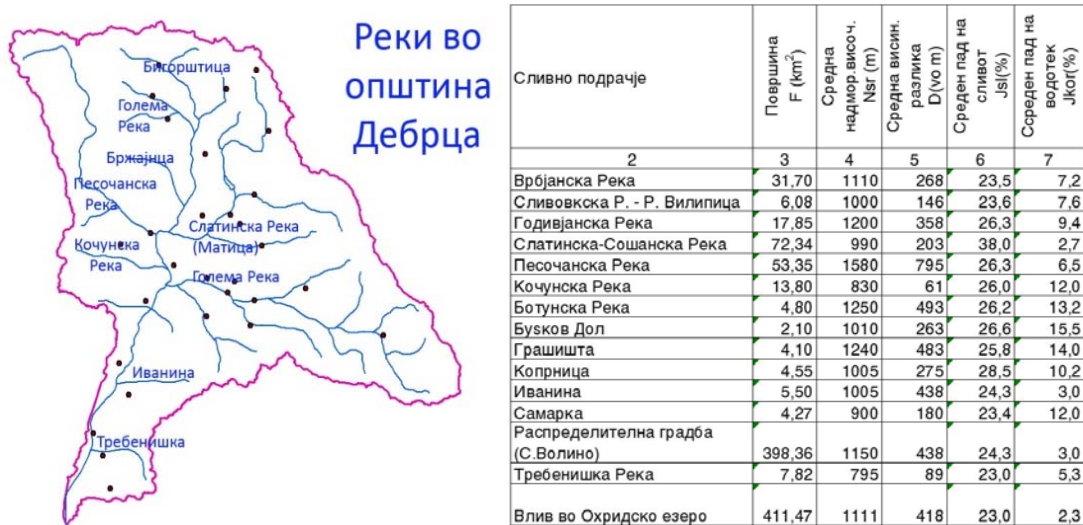 Реки во
општина
Дебрца
Бигорштица
Голема
Река
Бржајнца
Песочанска
Река
Слатинска Река
(Матица)
Кочунска
Река
Голема Река
Иванина
Требенишка
Сливно подрачје
Површина
F (km²)
Средна
надмор.височ.
Nsr (m)
Средна висин.
разлика
D(vo m)
Среден пад на
сливот
Jsl(%)
Ссреден пад на
водотек
Jkor(%)
2 3 4 5 6 7
Врбјанска Река 31,70 1110 268 23,5 7,2
Сливовкска Р. - Р. Вилипица 6,08 1000 146 23,6 7,6
Годивјанска Река 17,85 1200 358 26,3 9,4
Слатинска-Сошанска Река 72,34 990 203 38,0 2,7
Песочанска Река 53,35 1580 795 26,3 6,5
Кочунска Река 13,80 830 61 26,0 12,0
Ботунска Река 4,80 1250 493 26,2 13,2
Буѕков Дол 2,10 1010 263 26,6 15,5
Грашишта 4,10 1240 483 25,8 14,0
Копрница 4,55 1005 275 28,5 10,2
Иванина 5,50 1005 438 24,3 3,0
Самарка 4,27 900 180 23,4 12,0
Распределителна градба
(С.Волино) 398,36 1150 438 24,3 3,0
Требенишка Река 7,82 795 89 23,0 5,3
Влив во Охридско езеро 411,47 1111 418 23,0 2,3